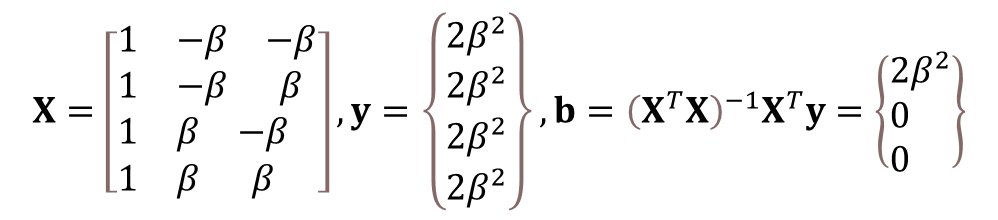 X = [1 −β −β; 1 −β β; 1 β −β; 1 β β], y = {2β²; 2β²; 2β²; 2β²}, b = (XᵀX)⁻¹Xᵀy = {2β²; 0; 0}